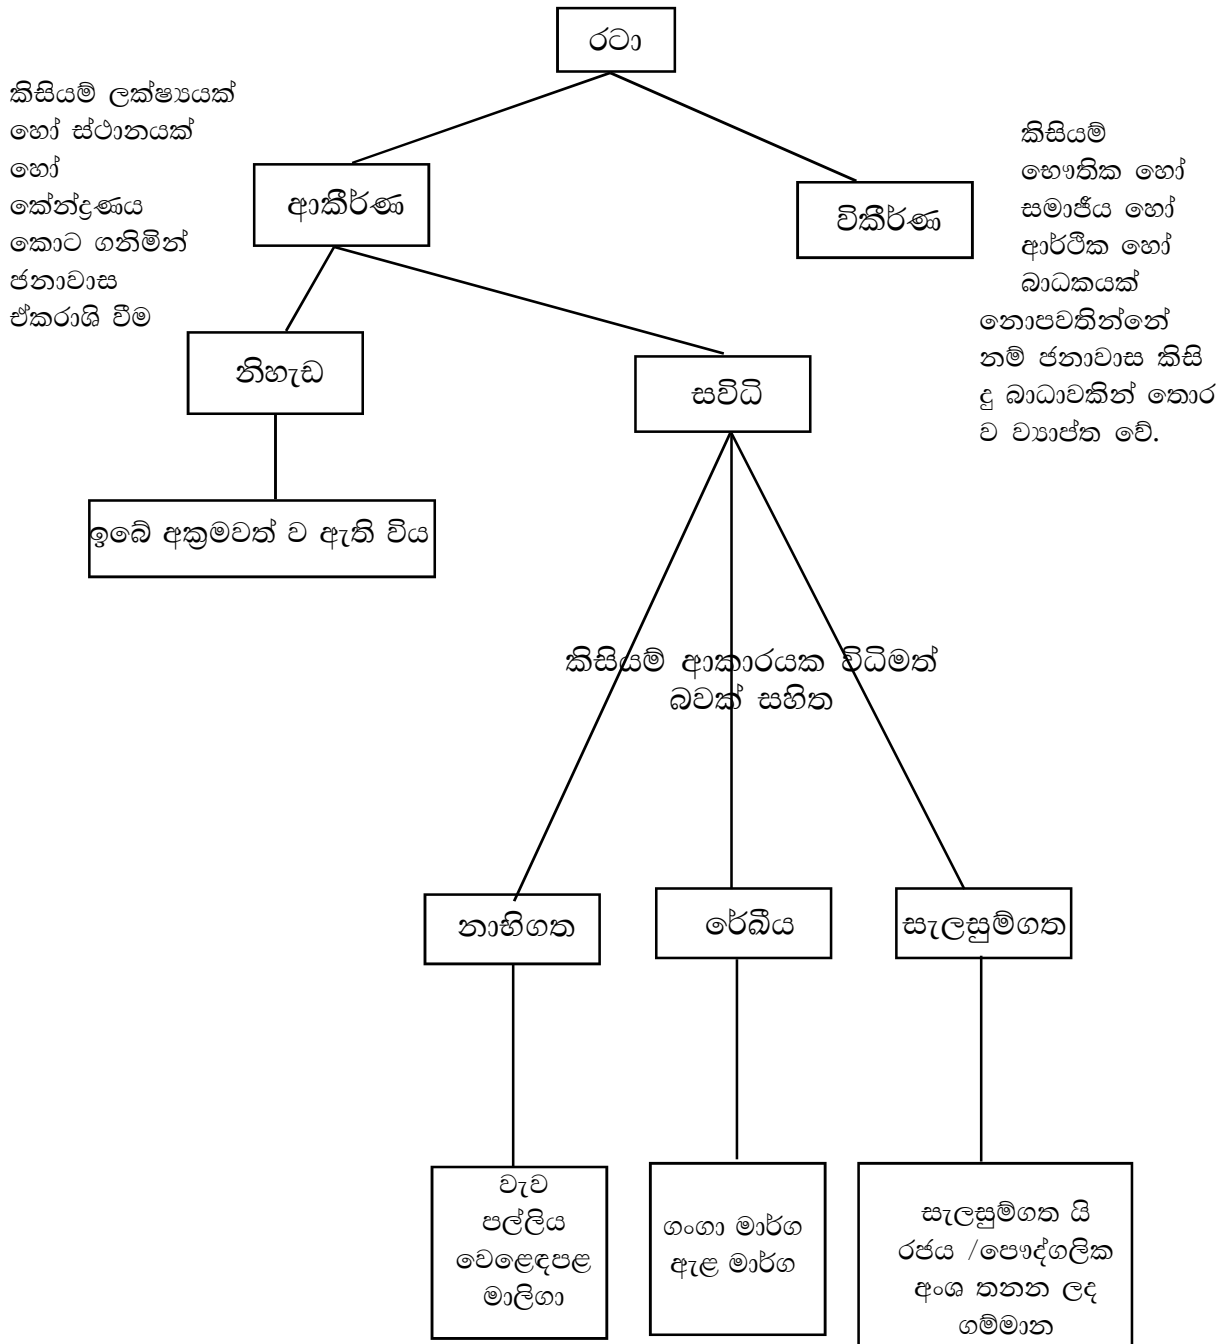 රටා
කිසියම් ලක්ෂ්‍යයක්
හෝ ස්ථානයක්
හෝ
කේන්ද්‍රණය
කොට ගනිමින්
ජනාවාස
ඒකරාශි වීම
ආකීර්ණ
විකීර්ණ
කිසියම්
භෞතික හෝ
සමාජීය හෝ
ආර්ථික හෝ
බාධකයක්
නොපවතින්නේ
නම් ජනාවාස කිසි
දු බාධාවකින් තොර
ව ව්‍යාප්ත වේ.
නිහැඩ
සවිධි
ඉබේ අක්‍රමවත් ව ඇති විය
කිසියම් ආකාරයක විධිමත්
බවක් සහිත
නාභිගත
රේඛීය
සැලසුම්ගත
වැව
පල්ලිය
වෙළෙඳපළ
මාලිගා
ගංගා මාර්ග
ඇළ මාර්ග
සැලසුම්ගත යි
රජය /පෞද්ගලික
අංශ තනන ලද
ගම්මාන